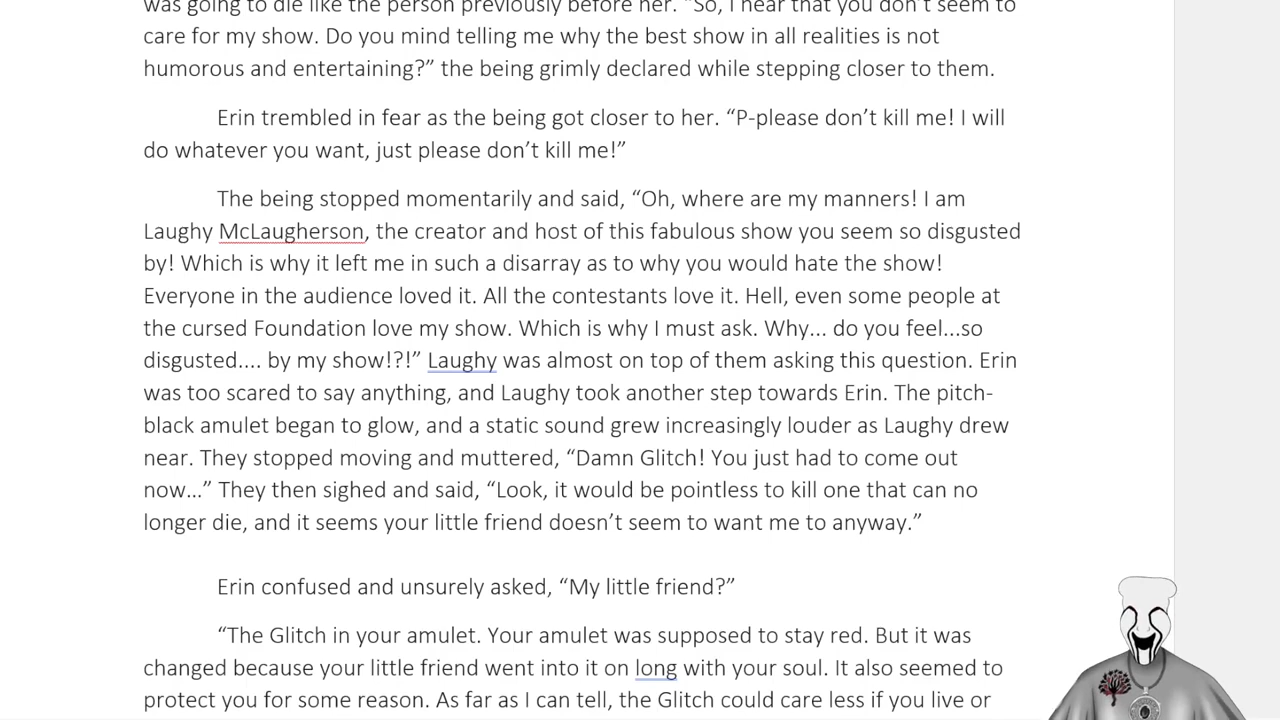 was going to die like the person previously before her. “So, I hear that you don’t seem to
care for my show. Do you mind telling me why the best show in all realities is not
humorous and entertaining?” the being grimly declared while stepping closer to them.
Erin trembled in fear as the being got closer to her. “P-please don’t kill me! I will
do whatever you want, just please don’t kill me!”
The being stopped momentarily and said, “Oh, where are my manners! I am
Laughy McLaugherson, the creator and host of this fabulous show you seem so disgusted
by! Which is why it left me in such a disarray as to why you would hate the show!
Everyone in the audience loved it. All the contestants love it. Hell, even some people at
the cursed Foundation love my show. Which is why I must ask. Why... do you feel...so
disgusted.... by my show!?!” Laughy was almost on top of them asking this question. Erin
was too scared to say anything, and Laughy took another step towards Erin. The pitch-
black amulet began to glow, and a static sound grew increasingly louder as Laughy drew
near. They stopped moving and muttered, “Damn Glitch! You just had to come out
now...” They then sighed and said, “Look, it would be pointless to kill one that can no
longer die, and it seems your little friend doesn’t seem to want me to anyway.”
Erin confused and unsurely asked, “My little friend?”
“The Glitch in your amulet. Your amulet was supposed to stay red. But it was
changed because your little friend went into it on long with your soul. It also seemed to
protect you for some reason. As far as I can tell, the Glitch could care less if you live or